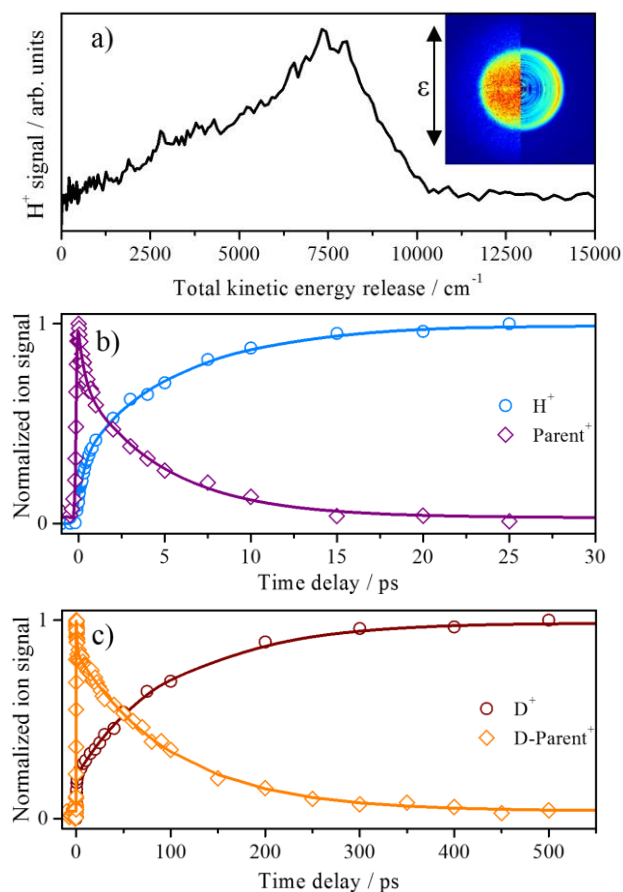 a)
ε
H⁺ signal / arb. units
0 2500 5000 7500 10000 12500 15000
Total kinetic energy release / cm⁻¹
b)
1
0
Normalized ion signal
H⁺
Parent⁺
0 5 10 15 20 25 30
Time delay / ps
c)
1
0
Normalized ion signal
D⁺
D-Parent⁺
0 100 200 300 400 500
Time delay / ps